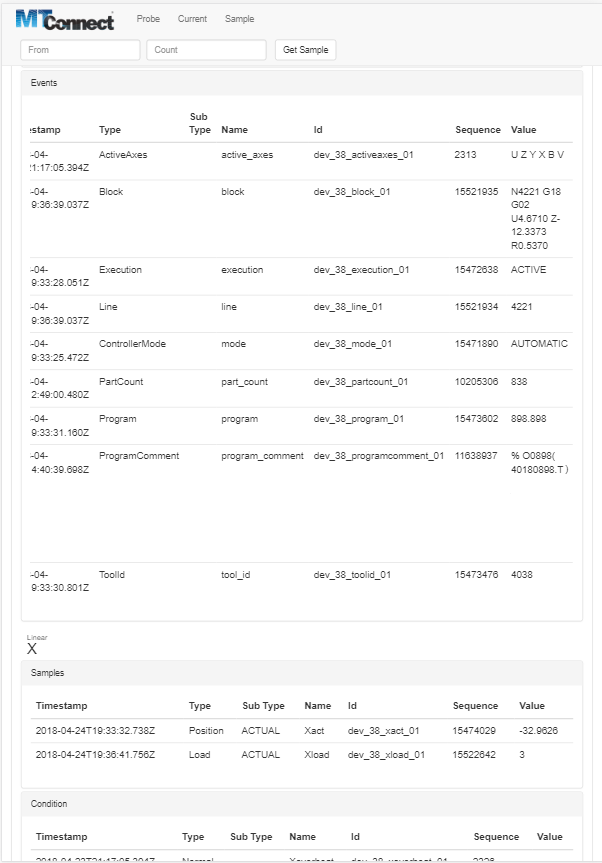 MTConnect Probe Current Sample
From Count Get Sample
Events
stamp Type Sub Type Name Id Sequence Value
-04- ActiveAxes active_axes dev_38_activeaxes_01 2313 U Z Y X B V
1:17:05.394Z
-04- Block block dev_38_block_01 15521935 N4221 G18
9:36:39.037Z G02
U4.6710 Z-
12.3373
R0.5370
-04- Execution execution dev_38_execution_01 15472638 ACTIVE
9:33:28.051Z
-04- Line line dev_38_line_01 15521934 4221
9:36:39.037Z
-04- ControllerMode mode dev_38_mode_01 15471890 AUTOMATIC
9:33:25.472Z
-04- PartCount part_count dev_38_partcount_01 10205306 838
2:49:00.480Z
-04- Program program dev_38_program_01 15473602 898.898
9:33:31.160Z
-04- ProgramComment program_comment dev_38_programcomment_01 11638937 % O0898(
4:40:39.698Z 40180898.T )
-04- ToolId tool_id dev_38_toolid_01 15473476 4038
9:33:30.801Z
Linear
X
Samples
Timestamp Type Sub Type Name Id Sequence Value
2018-04-24T19:33:32.738Z Position ACTUAL Xact dev_38_xact_01 15474029 -32.9626
2018-04-24T19:36:41.756Z Load ACTUAL Xload dev_38_xload_01 15522642 3
Condition
Timestamp Type Sub Type Name Id Sequence Value